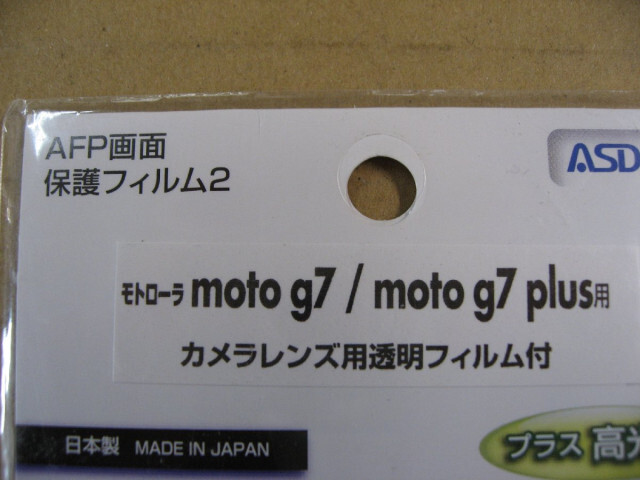 AFP画面
保護フィルム2
ASD
モトローラ moto g7 / moto g7 plus用
カメラレンズ用透明フィルム付
日本製 MADE IN JAPAN
プラス 高光